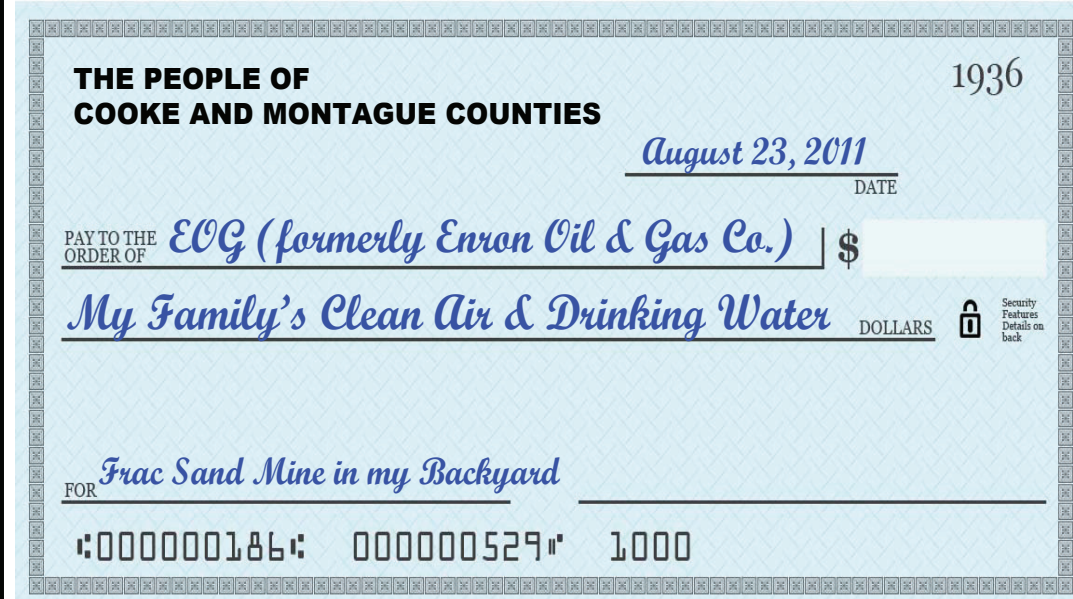 THE PEOPLE OF
COOKE AND MONTAGUE COUNTIES
1936
August 23, 2011
DATE
PAY TO THE
ORDER OF
EOG (formerly Enron Oil & Gas Co.)
$
My Family's Clean Air & Drinking Water
DOLLARS
Security
Features
Details on
back
FOR Frac Sand Mine in my Backyard
⑆000000186⑆ 000000529⑈ 1000